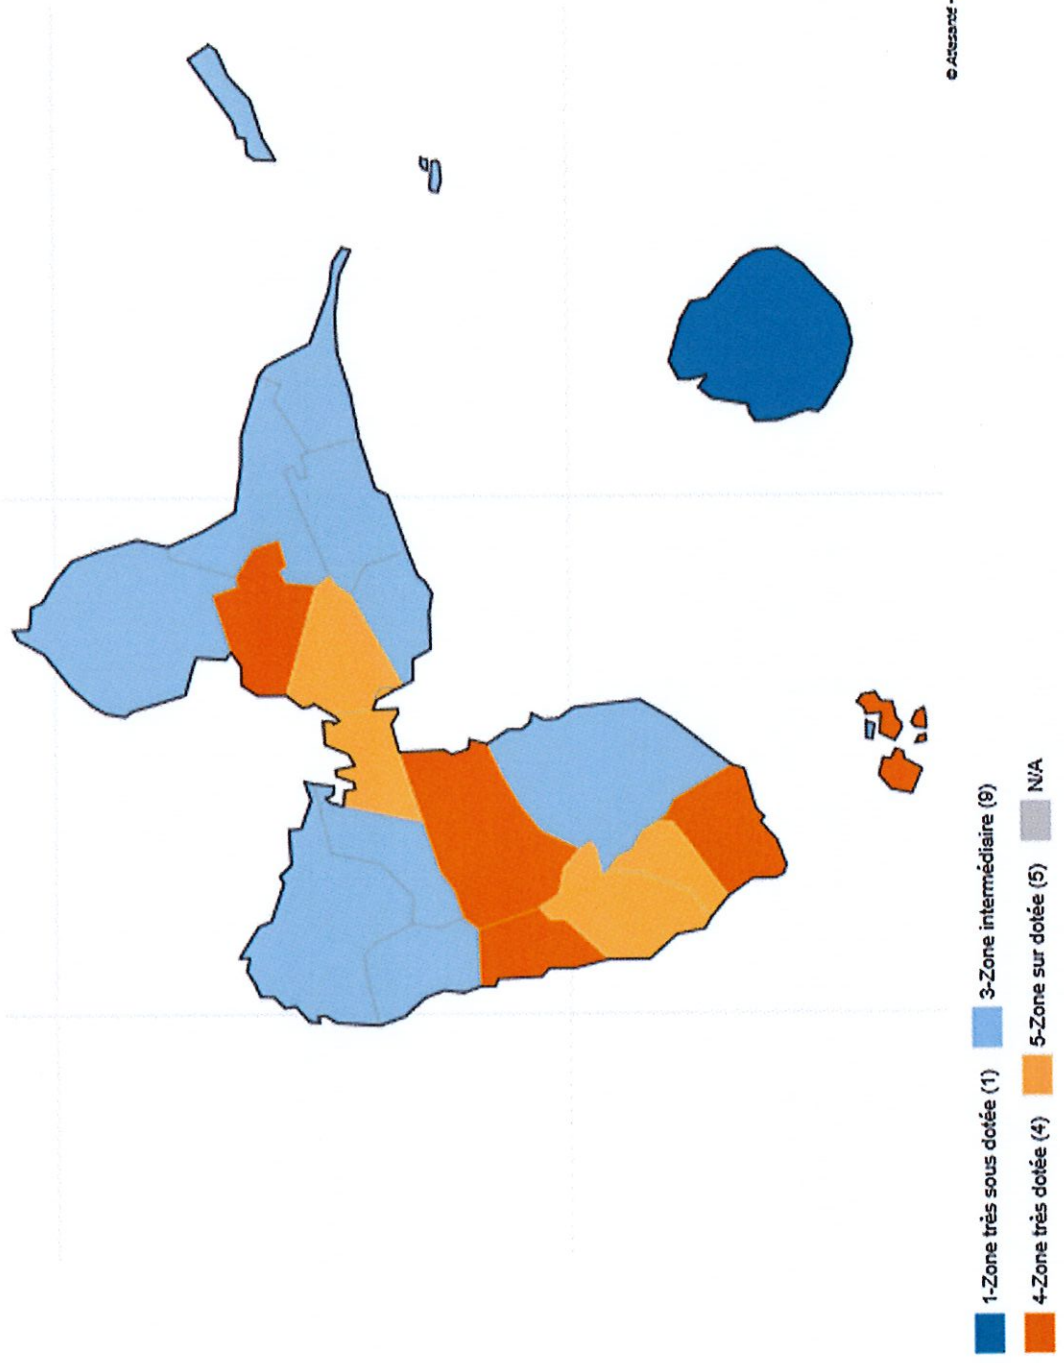 © Atlasanté -
1-Zone très sous dotée (1) 3-Zone intermédiaire (9)
4-Zone très dotée (4) 5-Zone sur dotée (5) N/A